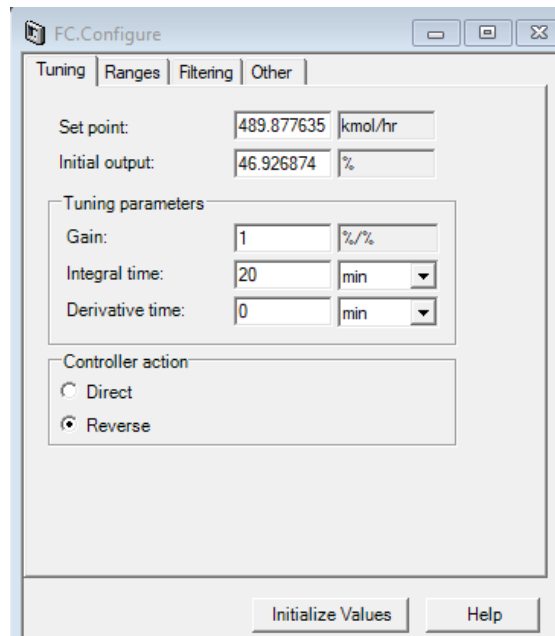 FC.Configure
Tuning Ranges Filtering Other
Set point: 489.877635 kmol/hr
Initial output: 46.926874 %
Tuning parameters
Gain: 1 %/%
Integral time: 20 min
Derivative time: 0 min
Controller action
Direct
Reverse
Initialize Values Help